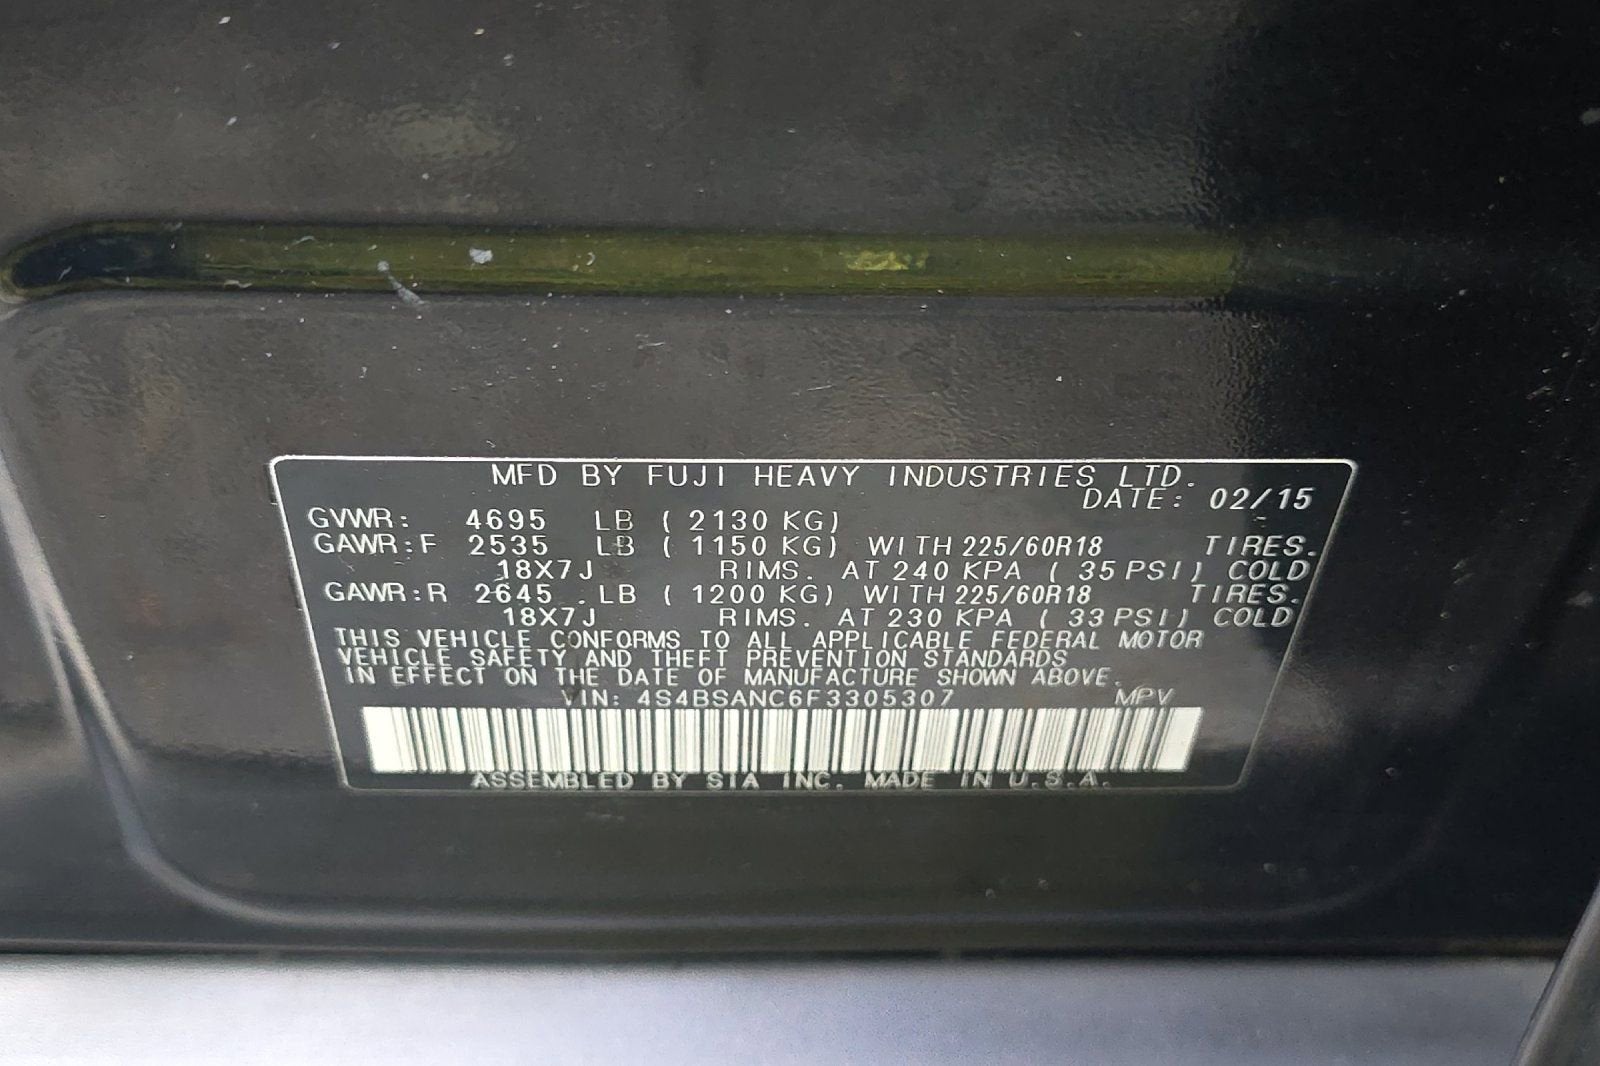 MFD BY FUJI HEAVY INDUSTRIES LTD.
DATE: 02/15
GVWR: 4695 LB ( 2130 KG)
GAWR:F 2535 LB ( 1150 KG) WITH 225/60R18 TIRES.
18X7J RIMS. AT 240 KPA ( 35 PSI) COLD
GAWR:R 2645 LB ( 1200 KG) WITH 225/60R18 TIRES.
18X7J RIMS. AT 230 KPA ( 33 PSI) COLD
THIS VEHICLE CONFORMS TO ALL APPLICABLE FEDERAL MOTOR
VEHICLE SAFETY AND THEFT PREVENTION STANDARDS
IN EFFECT ON THE DATE OF MANUFACTURE SHOWN ABOVE.
VIN: 4S4BSANC6F3305307 MPV
ASSEMBLED BY SIA INC. MADE IN U.S.A.